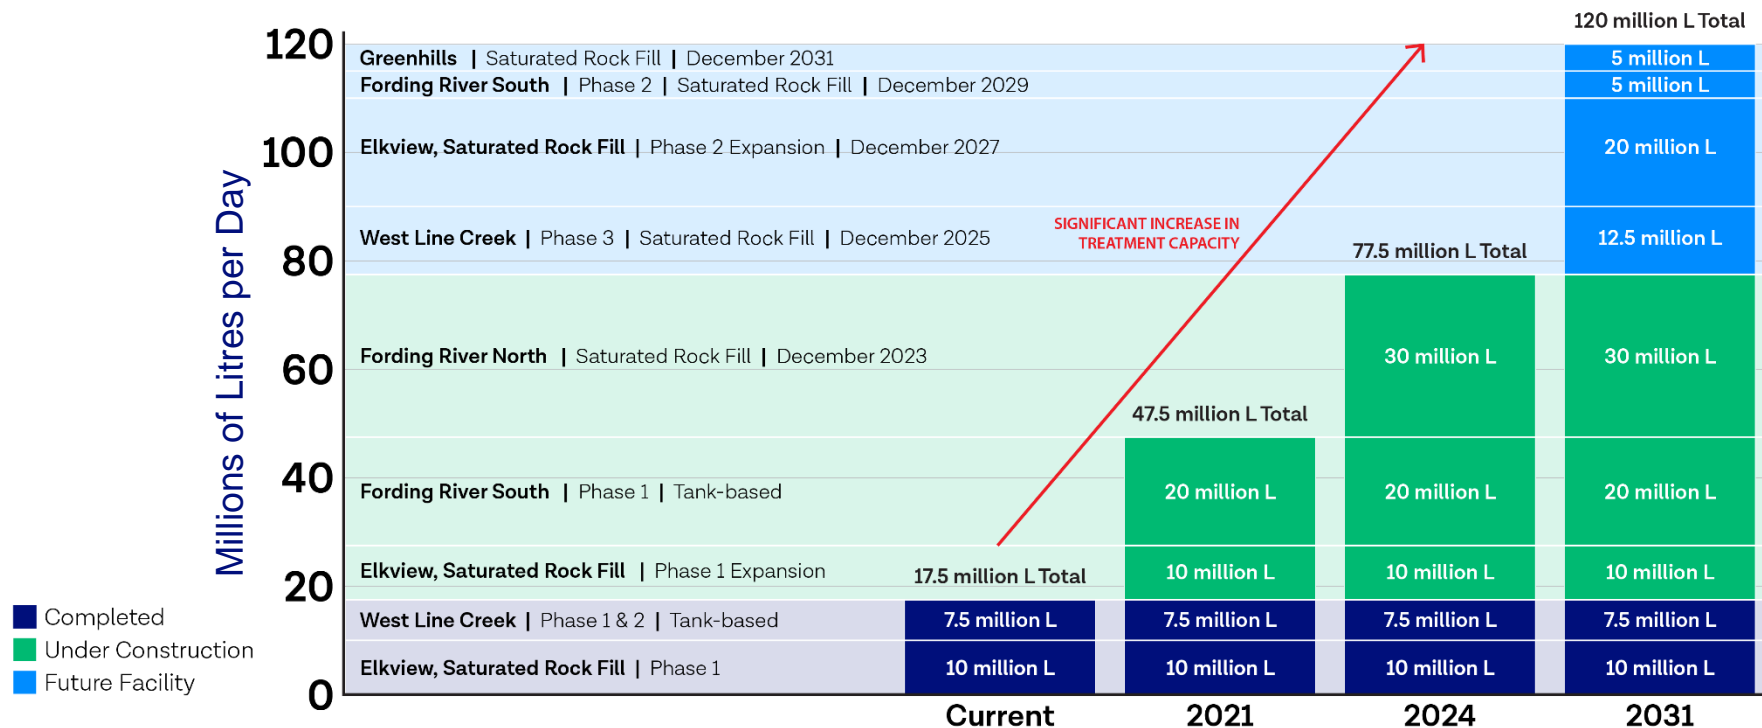 120 million L Total
120
Greenhills | Saturated Rock Fill | December 2031
5 million L
Fording River South | Phase 2 | Saturated Rock Fill | December 2029
5 million L
100
Elkview, Saturated Rock Fill | Phase 2 Expansion | December 2027
20 million L
Millions of Litres per Day
SIGNIFICANT INCREASE IN
TREATMENT CAPACITY
West Line Creek | Phase 3 | Saturated Rock Fill | December 2025
12.5 million L
77.5 million L Total
80
Fording River North | Saturated Rock Fill | December 2023
30 million L
30 million L
60
47.5 million L Total
40
Fording River South | Phase 1 | Tank-based
20 million L
20 million L
20 million L
Elkview, Saturated Rock Fill | Phase 1 Expansion
17.5 million L Total
10 million L
10 million L
10 million L
20
West Line Creek | Phase 1 & 2 | Tank-based
7.5 million L
7.5 million L
7.5 million L
7.5 million L
Elkview, Saturated Rock Fill | Phase 1
10 million L
10 million L
10 million L
10 million L
0
Completed
Under Construction
Future Facility
Current
2021
2024
2031